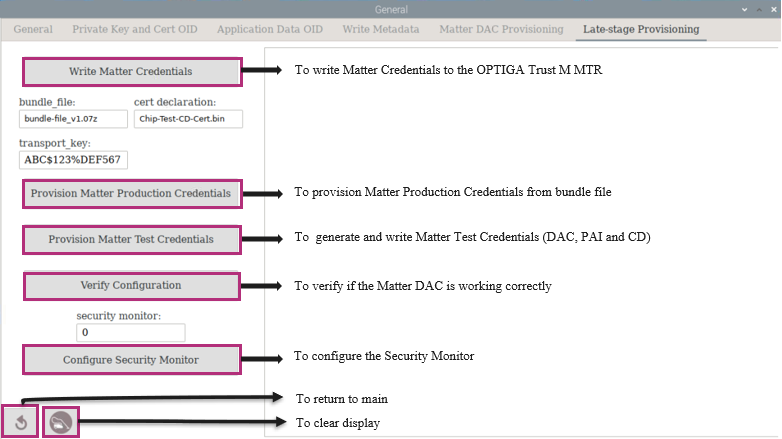 General
General Private Key and Cert OID Application Data OID Write Metadata Matter DAC Provisioning Late-stage Provisioning
Write Matter Credentials To write Matter Credentials to the OPTIGA Trust M MTR
bundle_file: cert declaration:
bundle-file_v1.07z Chip-Test-CD-Cert.bin
transport_key:
ABC$123%DEF567
Provision Matter Production Credentials To provision Matter Production Credentials from bundle file
Provision Matter Test Credentials To generate and write Matter Test Credentials (DAC, PAI and CD)
Verify Configuration To verify if the Matter DAC is working correctly
security monitor:
0
Configure Security Monitor To configure the Security Monitor
To return to main
To clear display